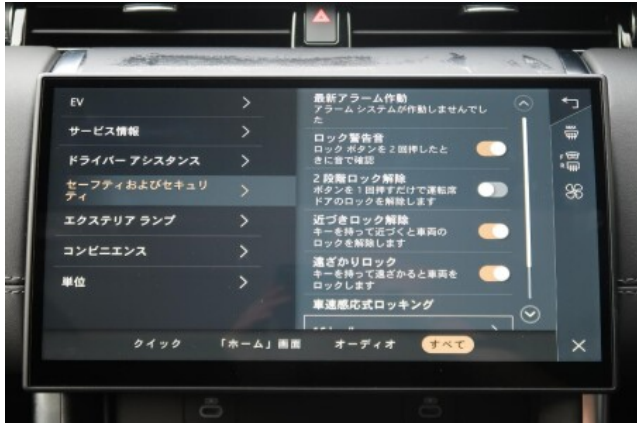 EV
サービス情報
ドライバー アシスタンス
セーフティおよびセキュリ
ティ
エクステリア ランプ
コンビニエンス
単位
最新アラーム作動
アラーム システムが作動しませんでし
た
ロック警告音
ロック ボタンを2回押したと
きに音で確認
2段階ロック解除
ボタンを1回押すだけで運転席
ドアのロックを解除します
近づきロック解除
キーを持って近づくと車両の
ロックを解除します
遠ざかりロック
キーを持って遠ざかると車両を
ロックします
車速感応式ロッキング
クイック
「ホーム」画面
オーディオ
すべて